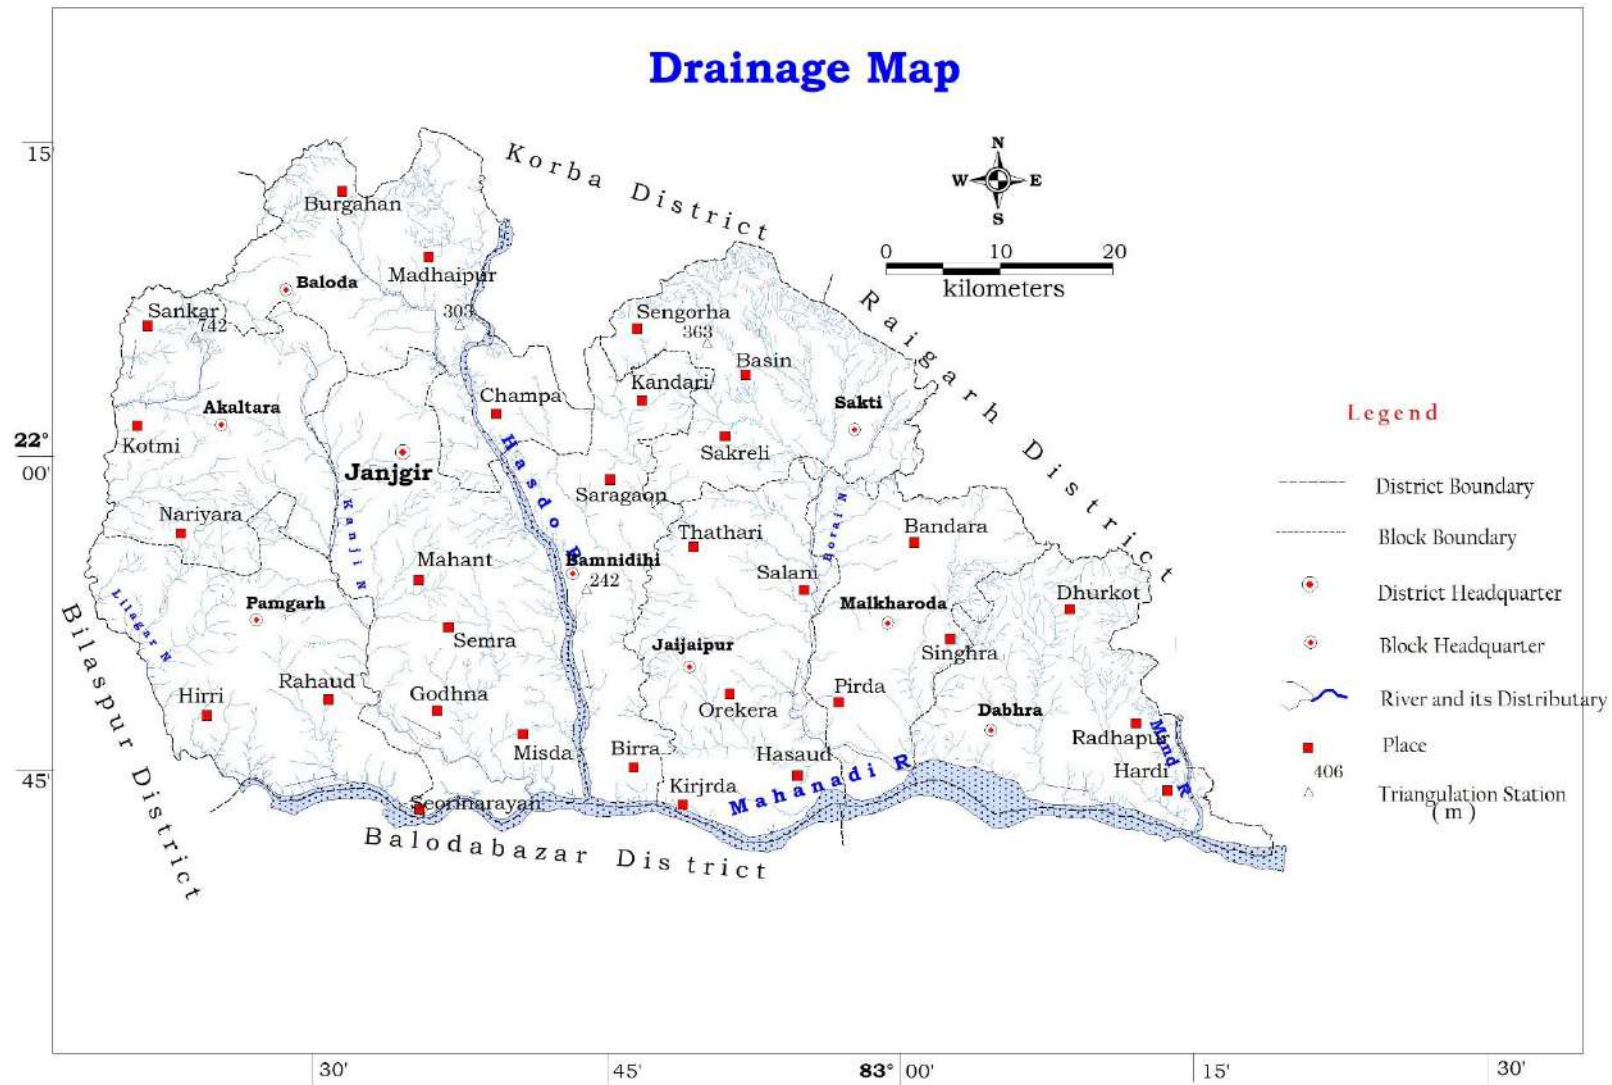 Drainage Map
15'
Korba District
N
W E
S
Burgahan
0 10 20
kilometers
Madhaipur
Baloda
Raigarh District
Sankar
742
303
Sengorha
363
Basin
Kandari
Champa
Akaltara
Sakti
Legend
Kotmi
22°
00'
Janjgir
Hasdo R
Sakreli
District Boundary
Saragaon
Kanji N
Borai N
Nariyara
Thathari
Bandara
Block Boundary
Mahant
Bamnidihi
242
Salani
Lilagar N
Pamgarh
Malkharoda
Dhurkot
District Headquarter
Bilaspur District
Semra
Jaijaipur
Singhra
Block Headquarter
Hirri
Rahaud
Godhna
Orekera
Pirda
Dabhra
River and its Distributary
Misda
Birra
Hasaud
Radhapur
Mand R
Place
45'
Kirjrda
Mahanadi R
Hardi
406
Seorinarayan
Triangulation Station
( m )
Balodabazar District
30' 45' 83° 00' 15' 30'